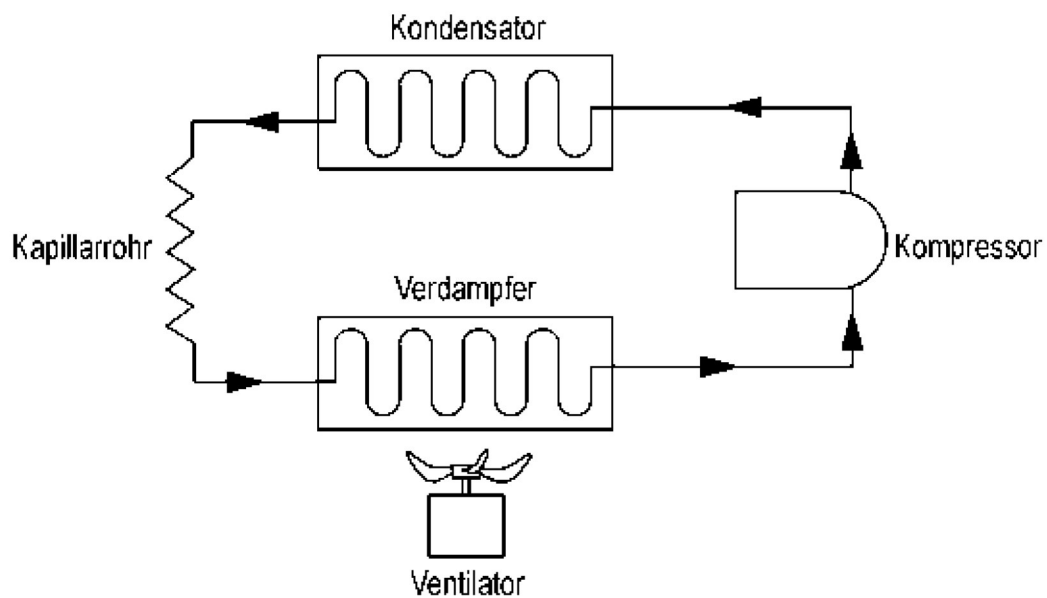 Kondensator
Kapillarrohr
Kompressor
Verdampfer
Ventilator